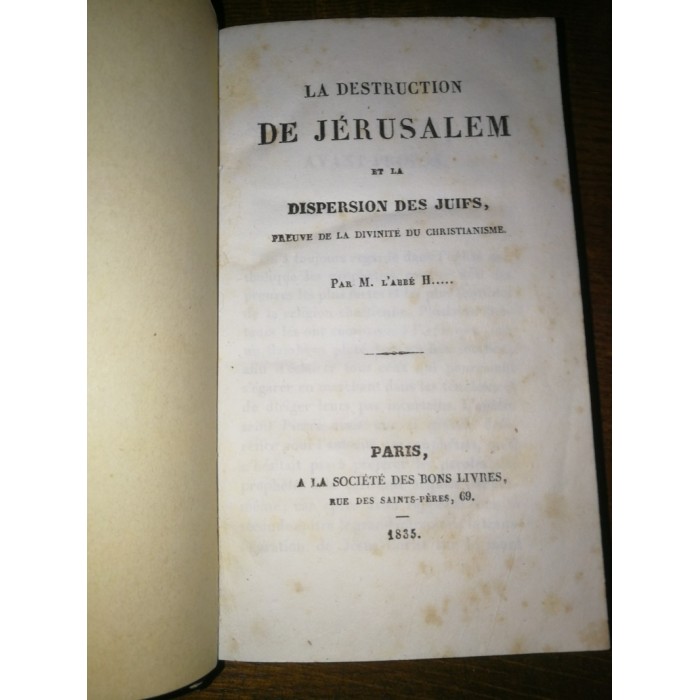 LA DESTRUCTION
DE JÉRUSALEM
ET LA
DISPERSION DES JUIFS,
PREUVE DE LA DIVINITÉ DU CHRISTIANISME.
PAR M. L'ABBÉ H.....
PARIS,
A LA SOCIÉTÉ DES BONS LIVRES,
RUE DES SAINTS-PÈRES, 69.
1835.